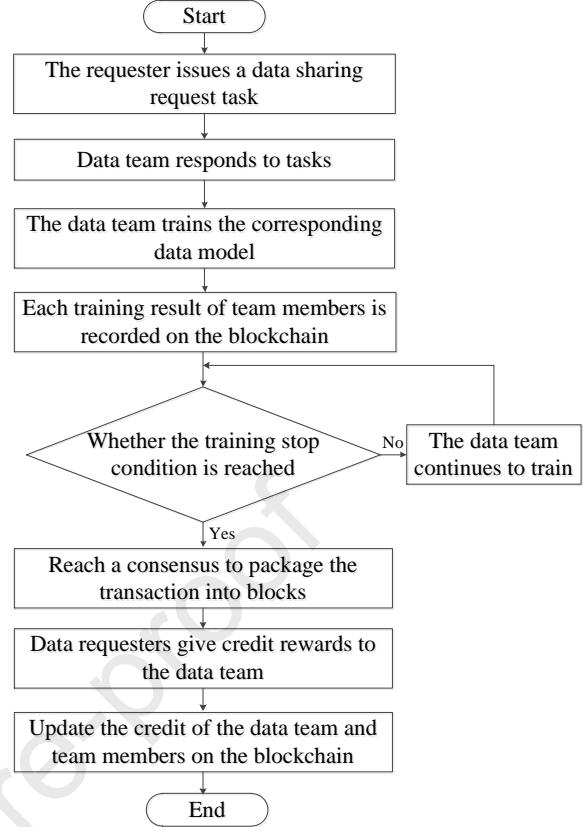 Start
The requester issues a data sharing
request task
Data team responds to tasks
The data team trains the corresponding
data model
Each training result of team members is
recorded on the blockchain
Whether the training stop
condition is reached
No
The data team
continues to train
Yes
Reach a consensus to package the
transaction into blocks
Data requesters give credit rewards to
the data team
Update the credit of the data team and
team members on the blockchain
End
re-proof